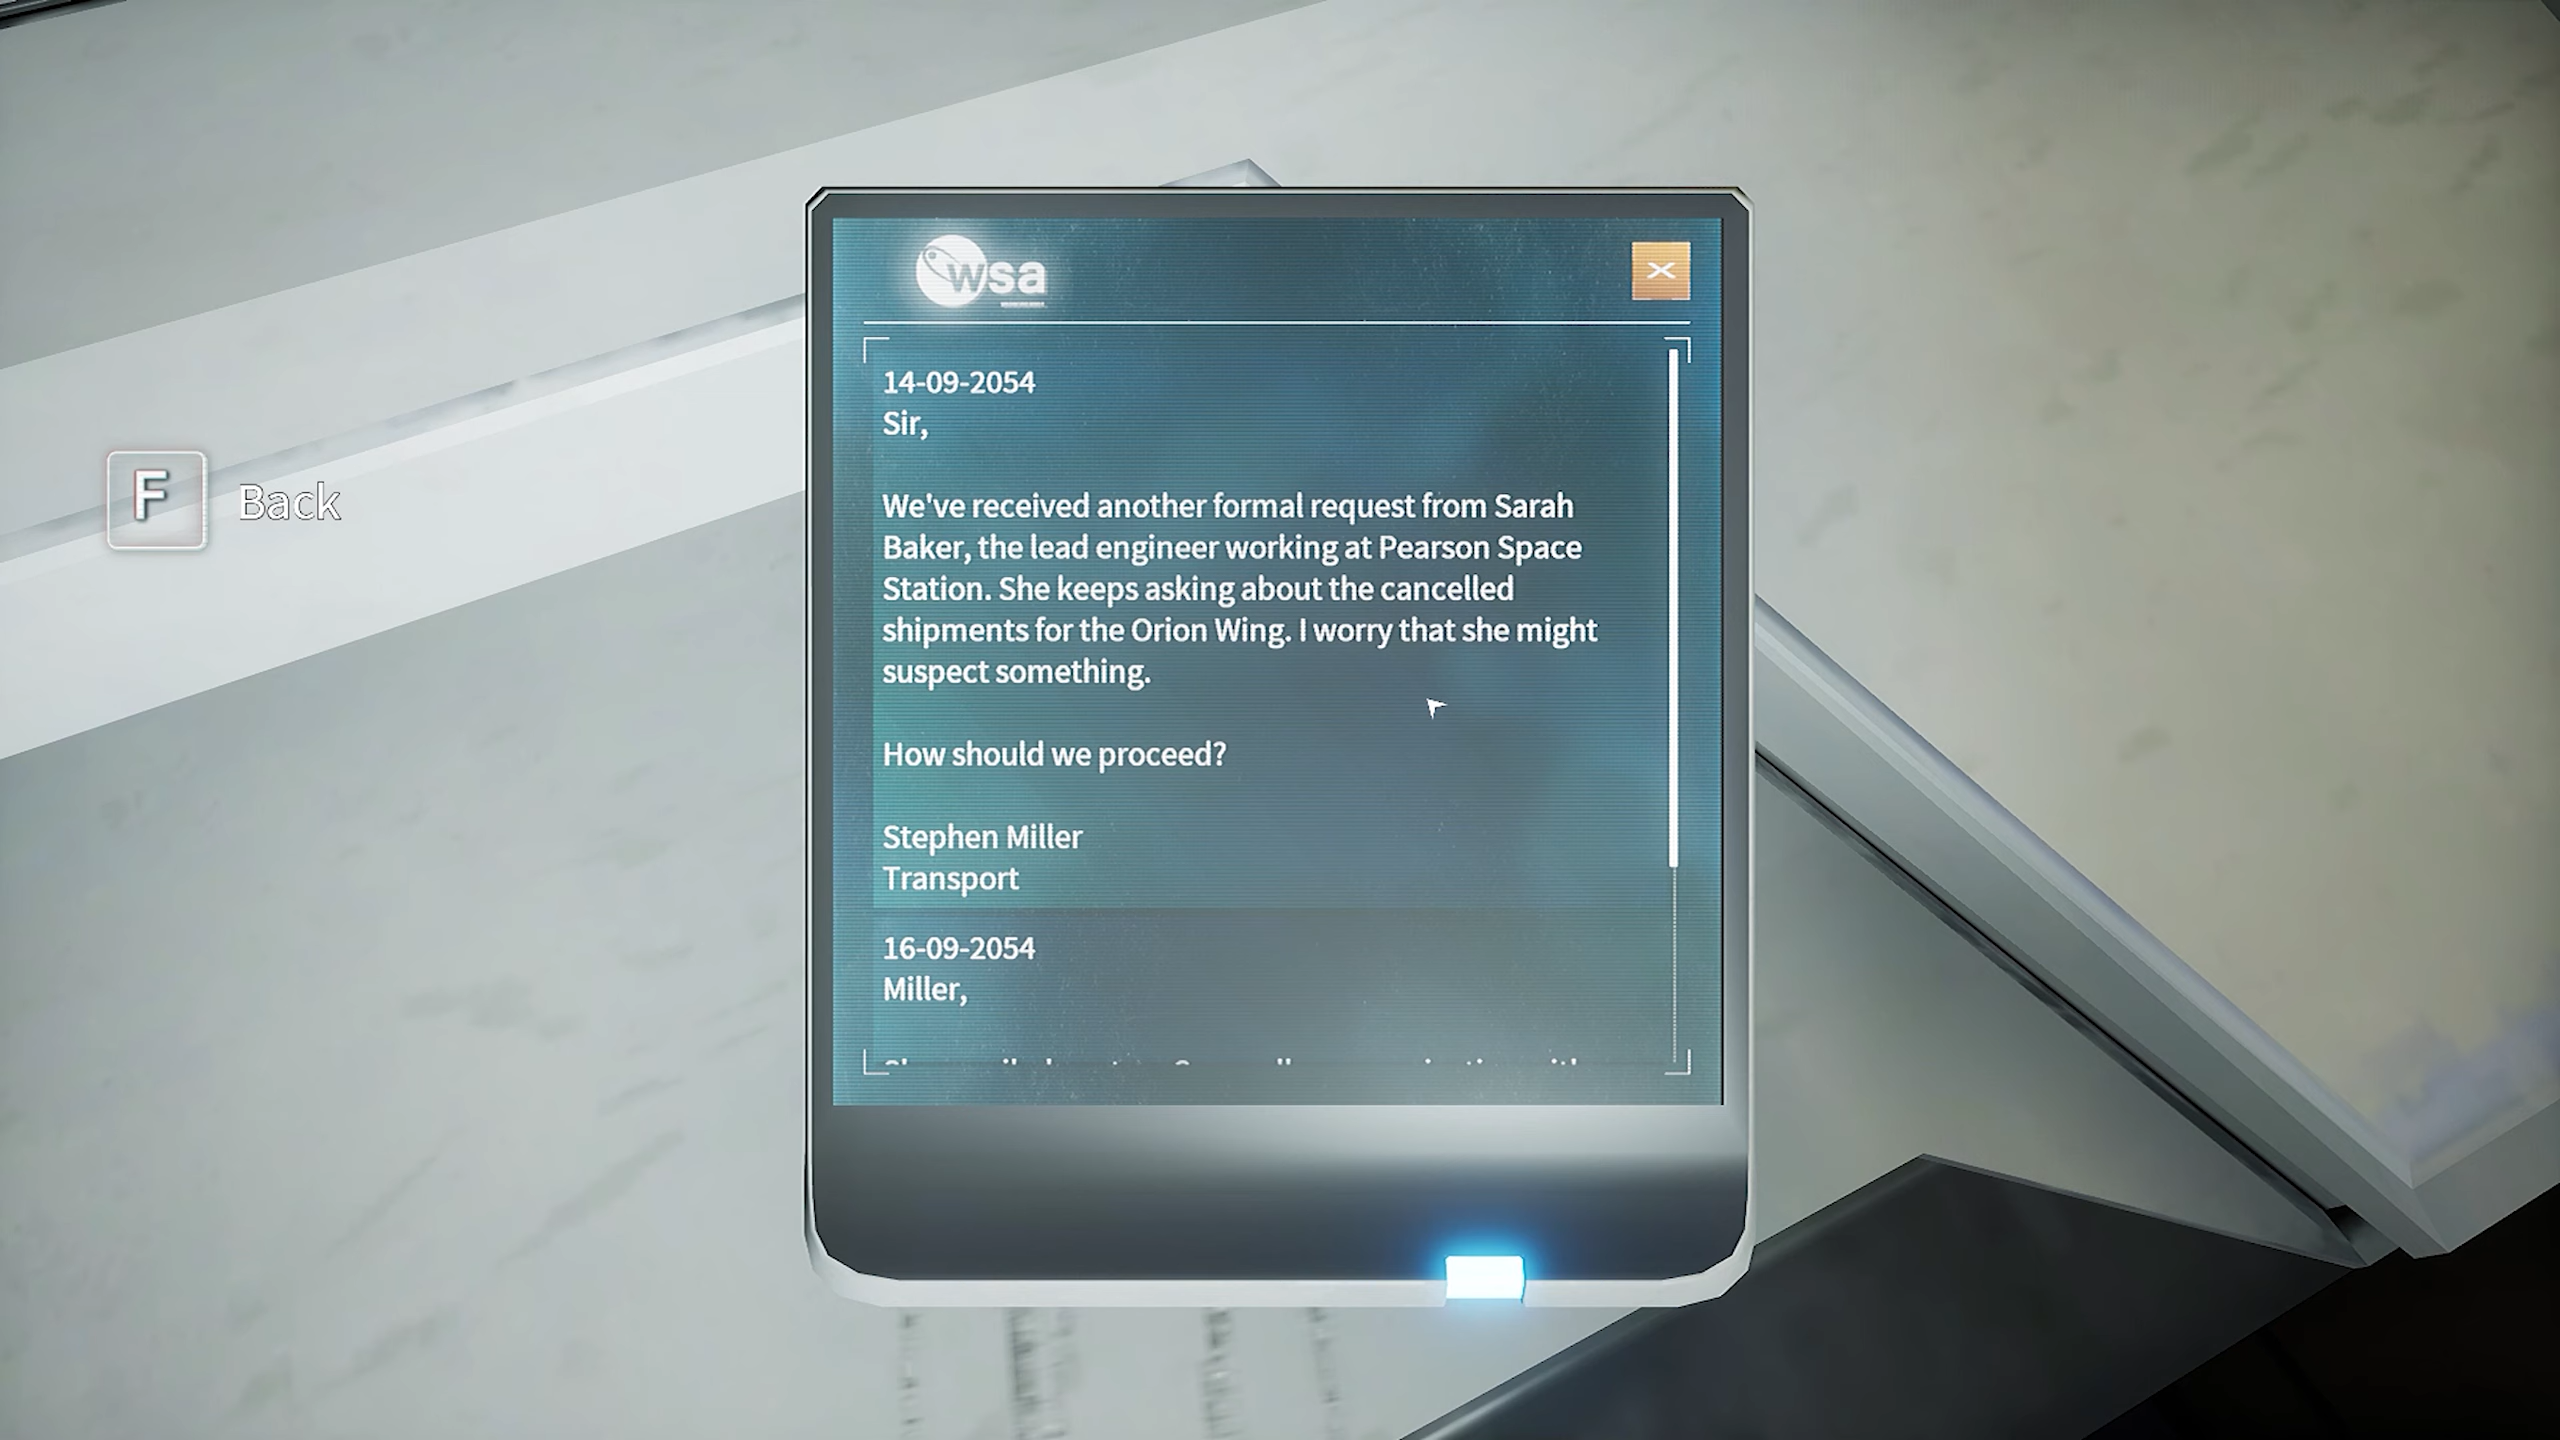 wsa
14-09-2054
Sir,
We've received another formal request from Sarah
Baker, the lead engineer working at Pearson Space
Station. She keeps asking about the cancelled
shipments for the Orion Wing. I worry that she might
suspect something.
How should we proceed?
Stephen Miller
Transport
16-09-2054
Miller,
F Back